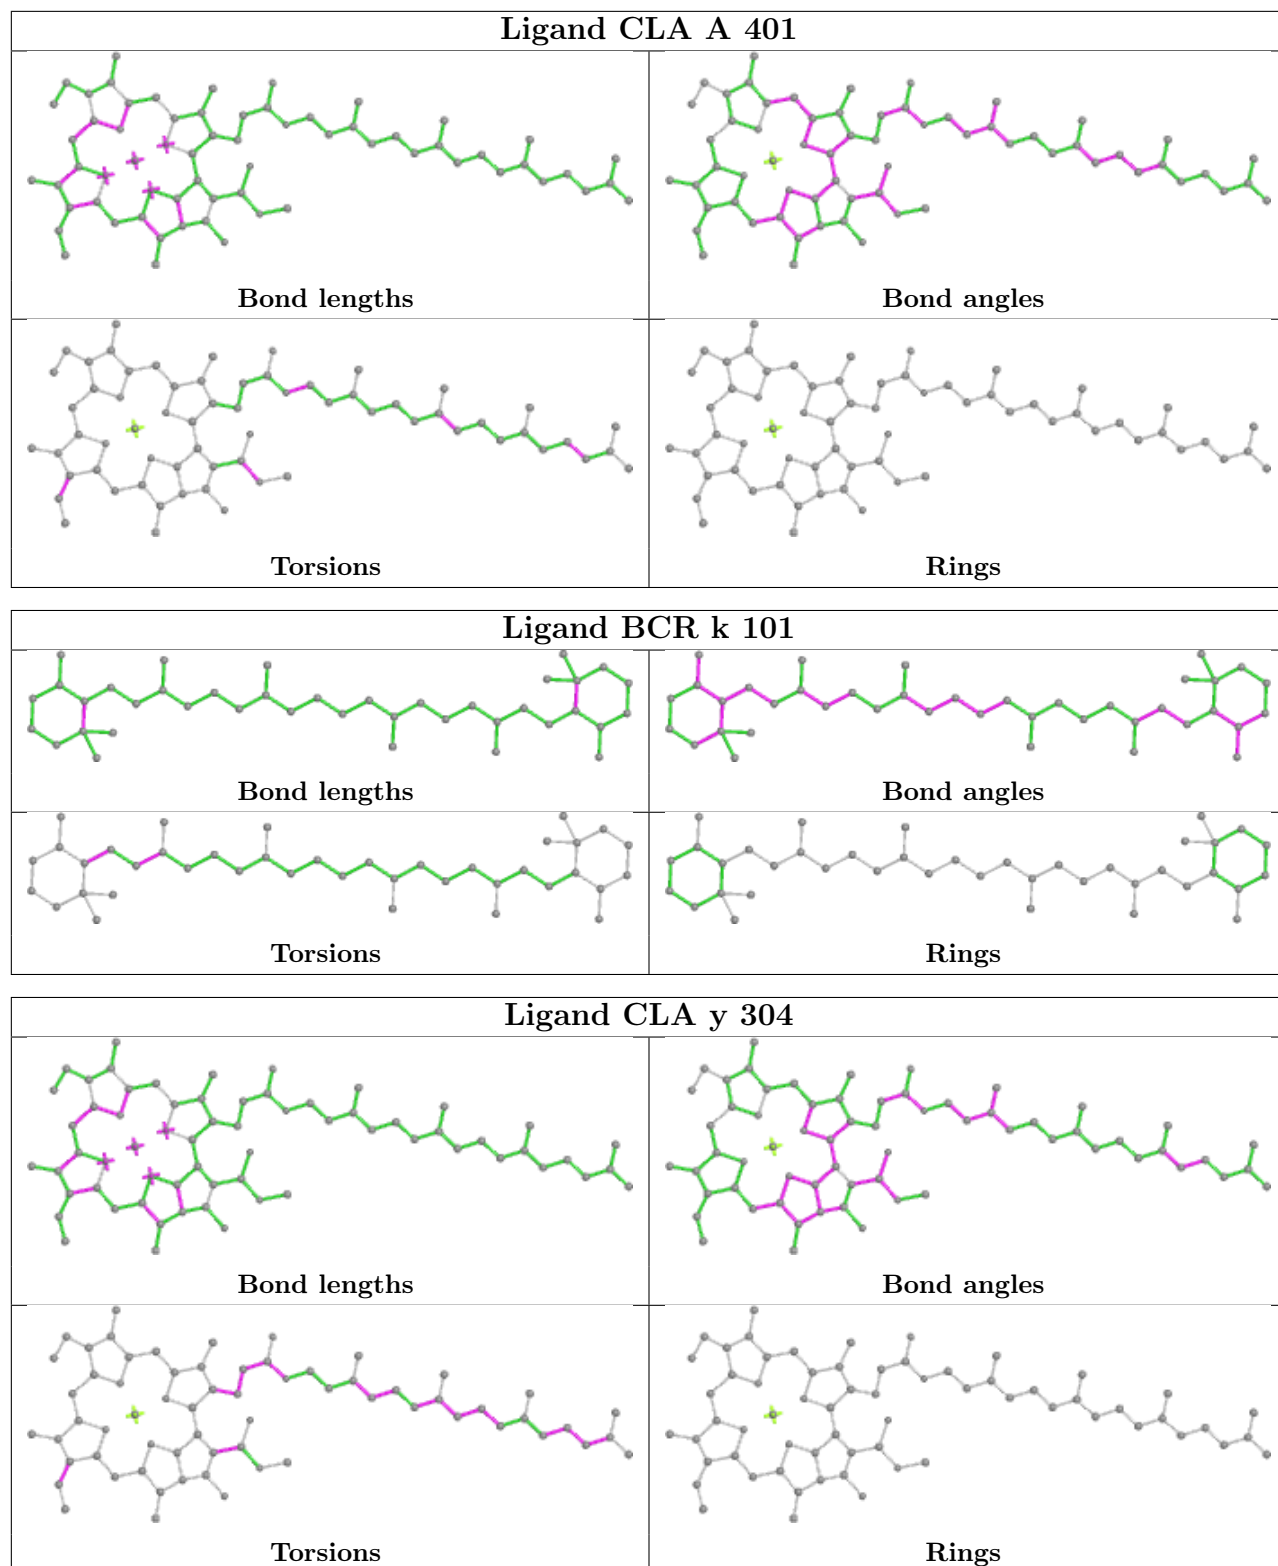 Ligand CLA A 401
Bond lengths
Bond angles
Torsions
Rings
Ligand BCR k 101
Bond lengths
Bond angles
Torsions
Rings
Ligand CLA y 304
Bond lengths
Bond angles
Torsions
Rings